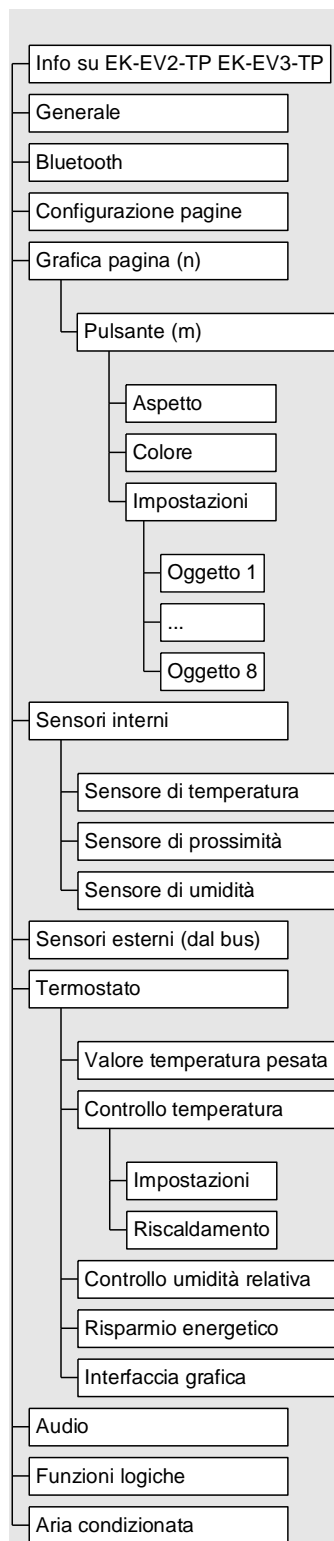 Info su EK-EV2-TP EK-EV3-TP
Generale
Bluetooth
Configurazione pagine
Grafica pagina (n)
Pulsante (m)
Aspetto
Colore
Impostazioni
Oggetto 1
...
Oggetto 8
Sensori interni
Sensore di temperatura
Sensore di prossimità
Sensore di umidità
Sensori esterni (dal bus)
Termostato
Valore temperatura pesata
Controllo temperatura
Impostazioni
Riscaldamento
Controllo umidità relativa
Risparmio energetico
Interfaccia grafica
Audio
Funzioni logiche
Aria condizionata